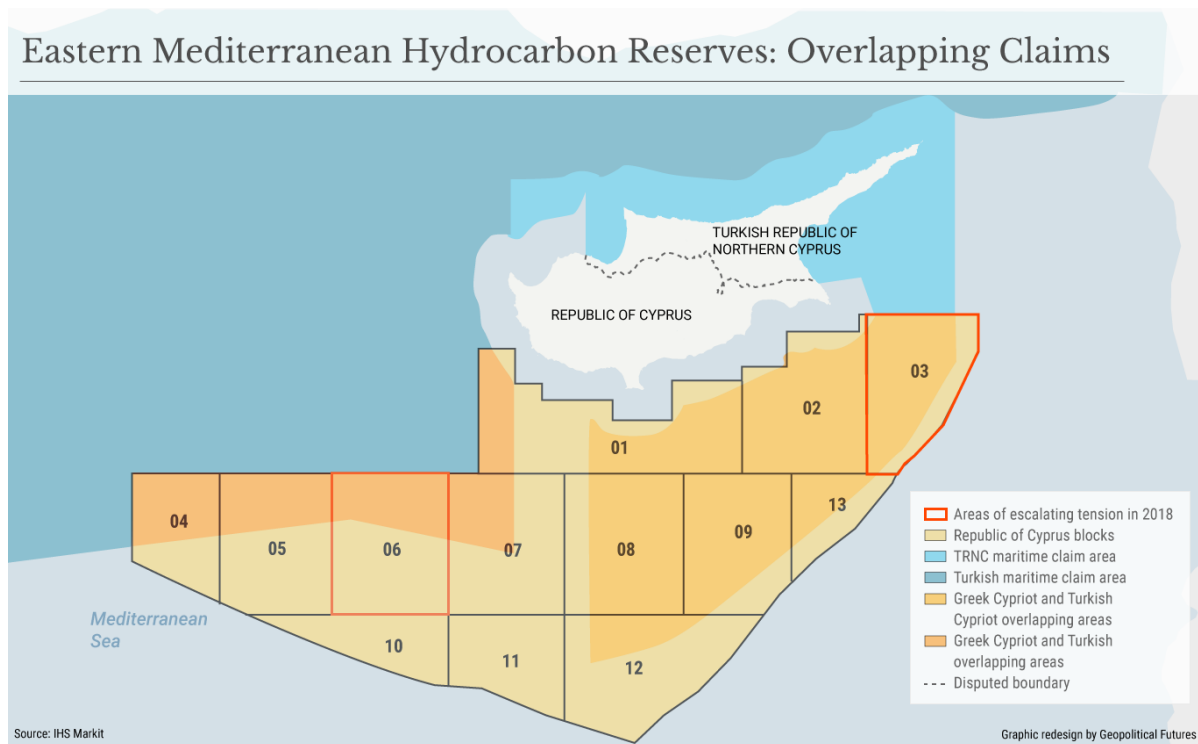 Eastern Mediterranean Hydrocarbon Reserves: Overlapping Claims
TURKISH REPUBLIC OF
NORTHERN CYPRUS
REPUBLIC OF CYPRUS
03
02
01
04
05
06
07
08
09
13
10
11
12
Mediterranean
Sea
Areas of escalating tension in 2018
Republic of Cyprus blocks
TRNC maritime claim area
Turkish maritime claim area
Greek Cypriot and Turkish
Cypriot overlapping areas
Greek Cypriot and Turkish
overlapping areas
Disputed boundary
Source: IHS Markit
Graphic redesign by Geopolitical Futures